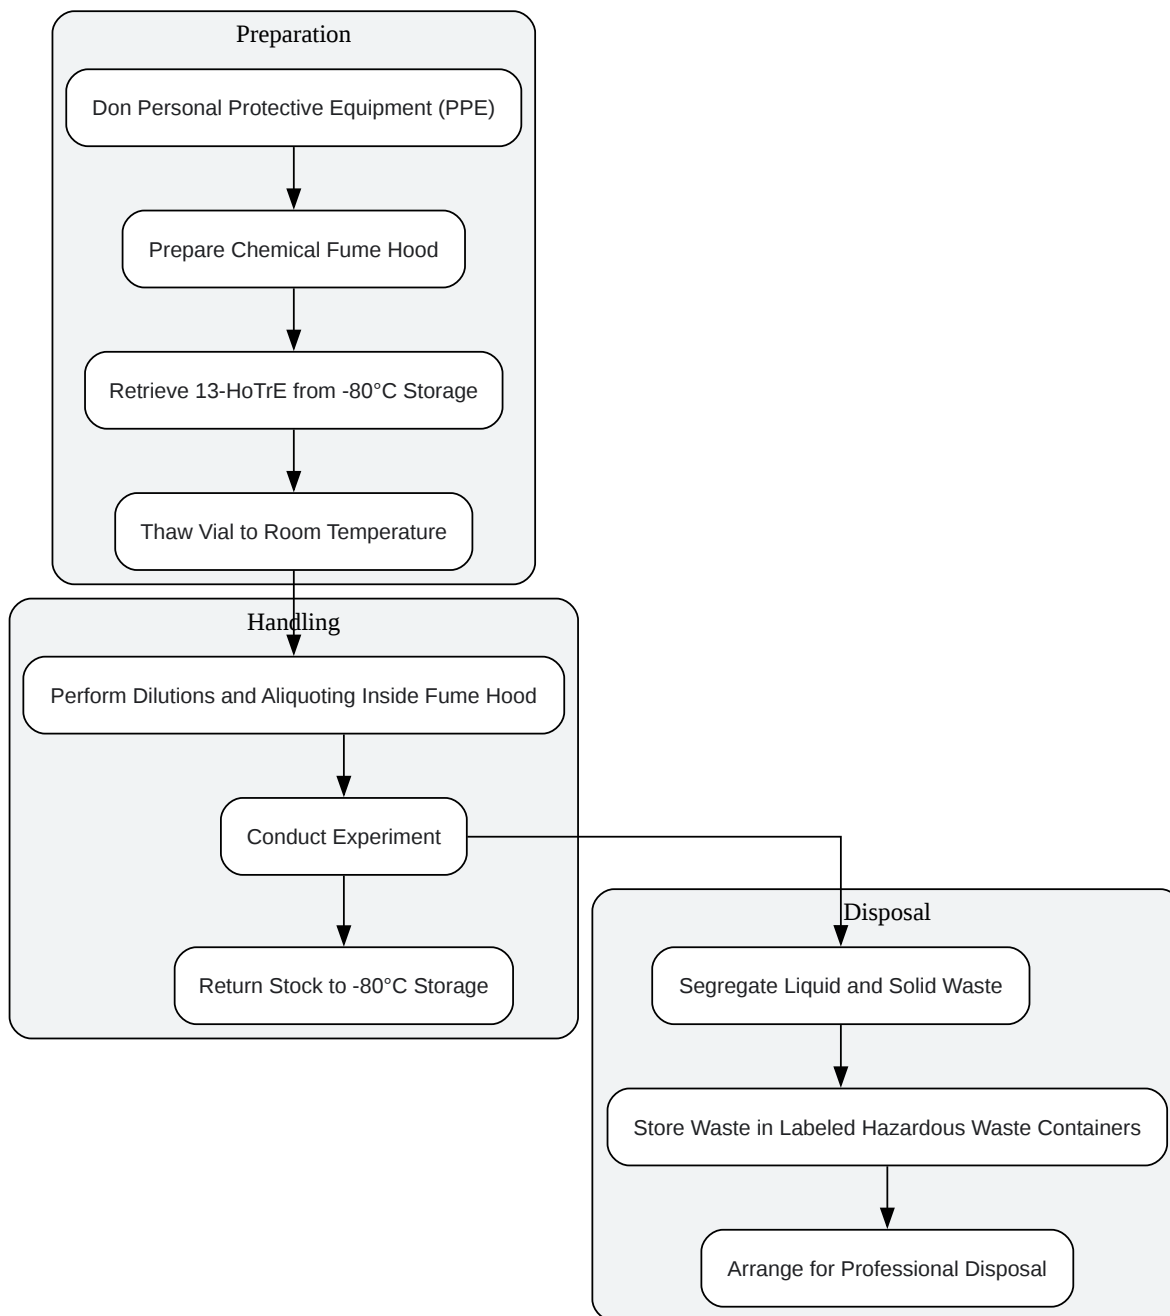 Preparation
Don Personal Protective Equipment (PPE)
Prepare Chemical Fume Hood
Retrieve 13-HoTrE from -80°C Storage
Thaw Vial to Room Temperature
Handling
Perform Dilutions and Aliquoting Inside Fume Hood
Conduct Experiment
Return Stock to -80°C Storage
Disposal
Segregate Liquid and Solid Waste
Store Waste in Labeled Hazardous Waste Containers
Arrange for Professional Disposal